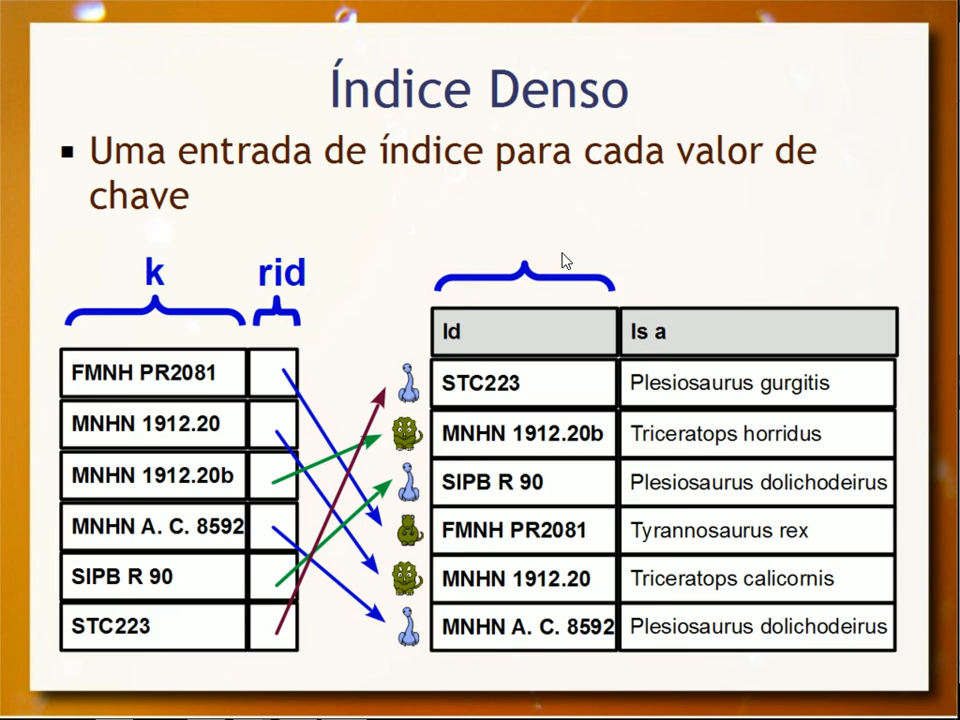 Índice Denso
Uma entrada de índice para cada valor de
chave
k rid
FMNH PR2081
MNHN 1912.20
MNHN 1912.20b
MNHN A. C. 8592
SIPB R 90
STC223
Id Is a
STC223 Plesiosaurus gurgitis
MNHN 1912.20b Triceratops horridus
SIPB R 90 Plesiosaurus dolichodeirus
FMNH PR2081 Tyrannosaurus rex
MNHN 1912.20 Triceratops calicornis
MNHN A. C. 8592 Plesiosaurus dolichodeirus